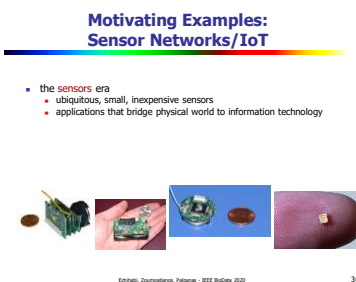 Motivating Examples:
Sensor Networks/IoT
the sensors era
ubiquitous, small, inexpensive sensors
applications that bridge physical world to information technology
Echihabi, Zoumpatianos, Palpanas - IEEE BigData 2020